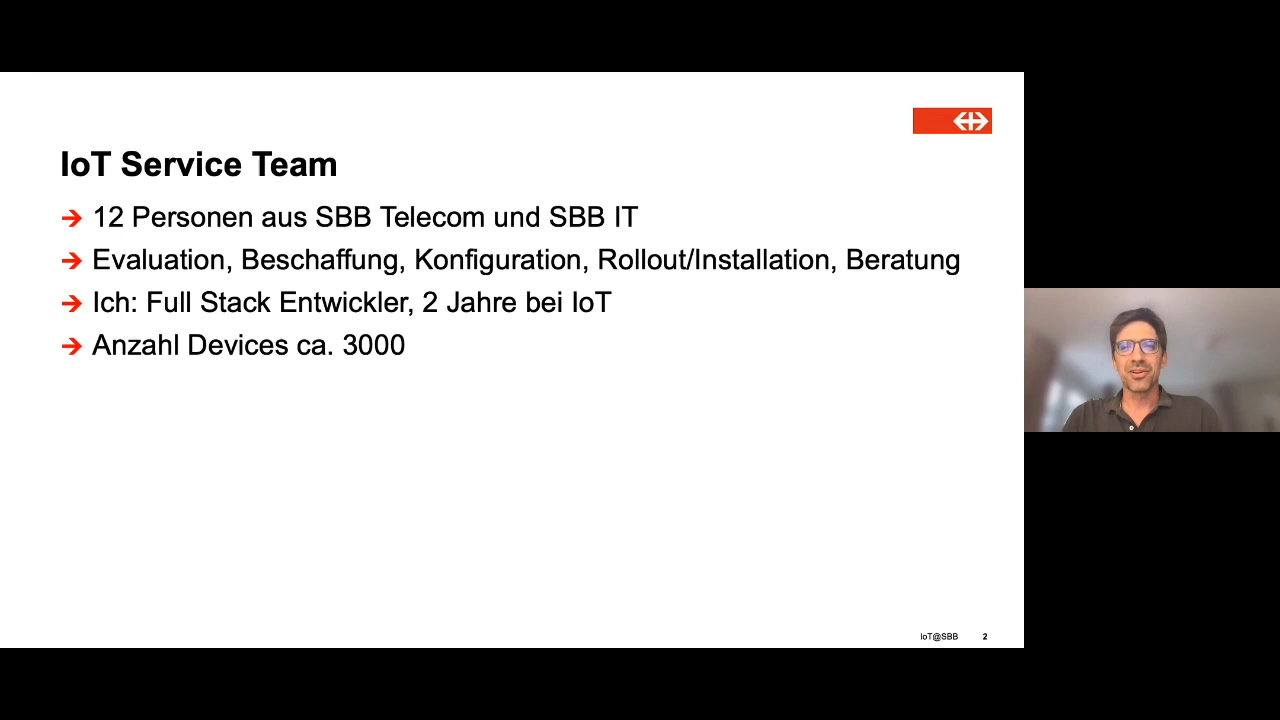 IoT Service Team
→ 12 Personen aus SBB Telecom und SBB IT
→ Evaluation, Beschaffung, Konfiguration, Rollout/Installation, Beratung
→ Ich: Full Stack Entwickler, 2 Jahre bei IoT
→ Anzahl Devices ca. 3000
IoT@SBB 2